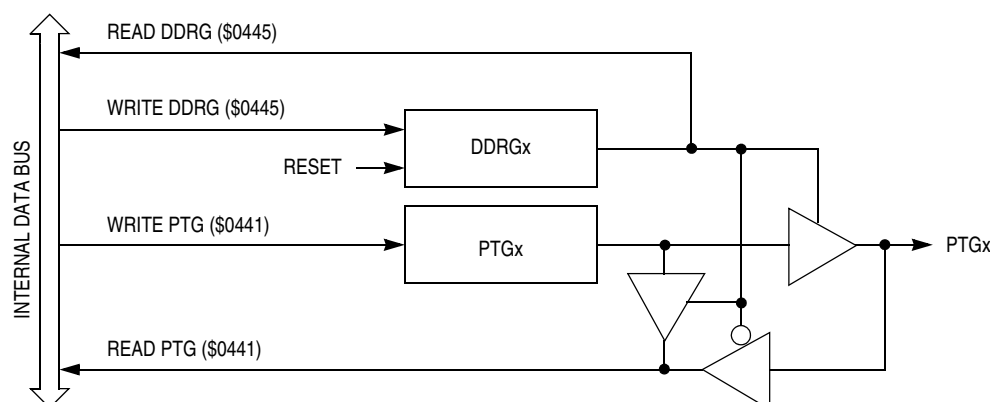 READ DDRG ($0445)
WRITE DDRG ($0445)
DDRGx
RESET
INTERNAL DATA BUS
WRITE PTG ($0441)
PTGx
PTGx
READ PTG ($0441)